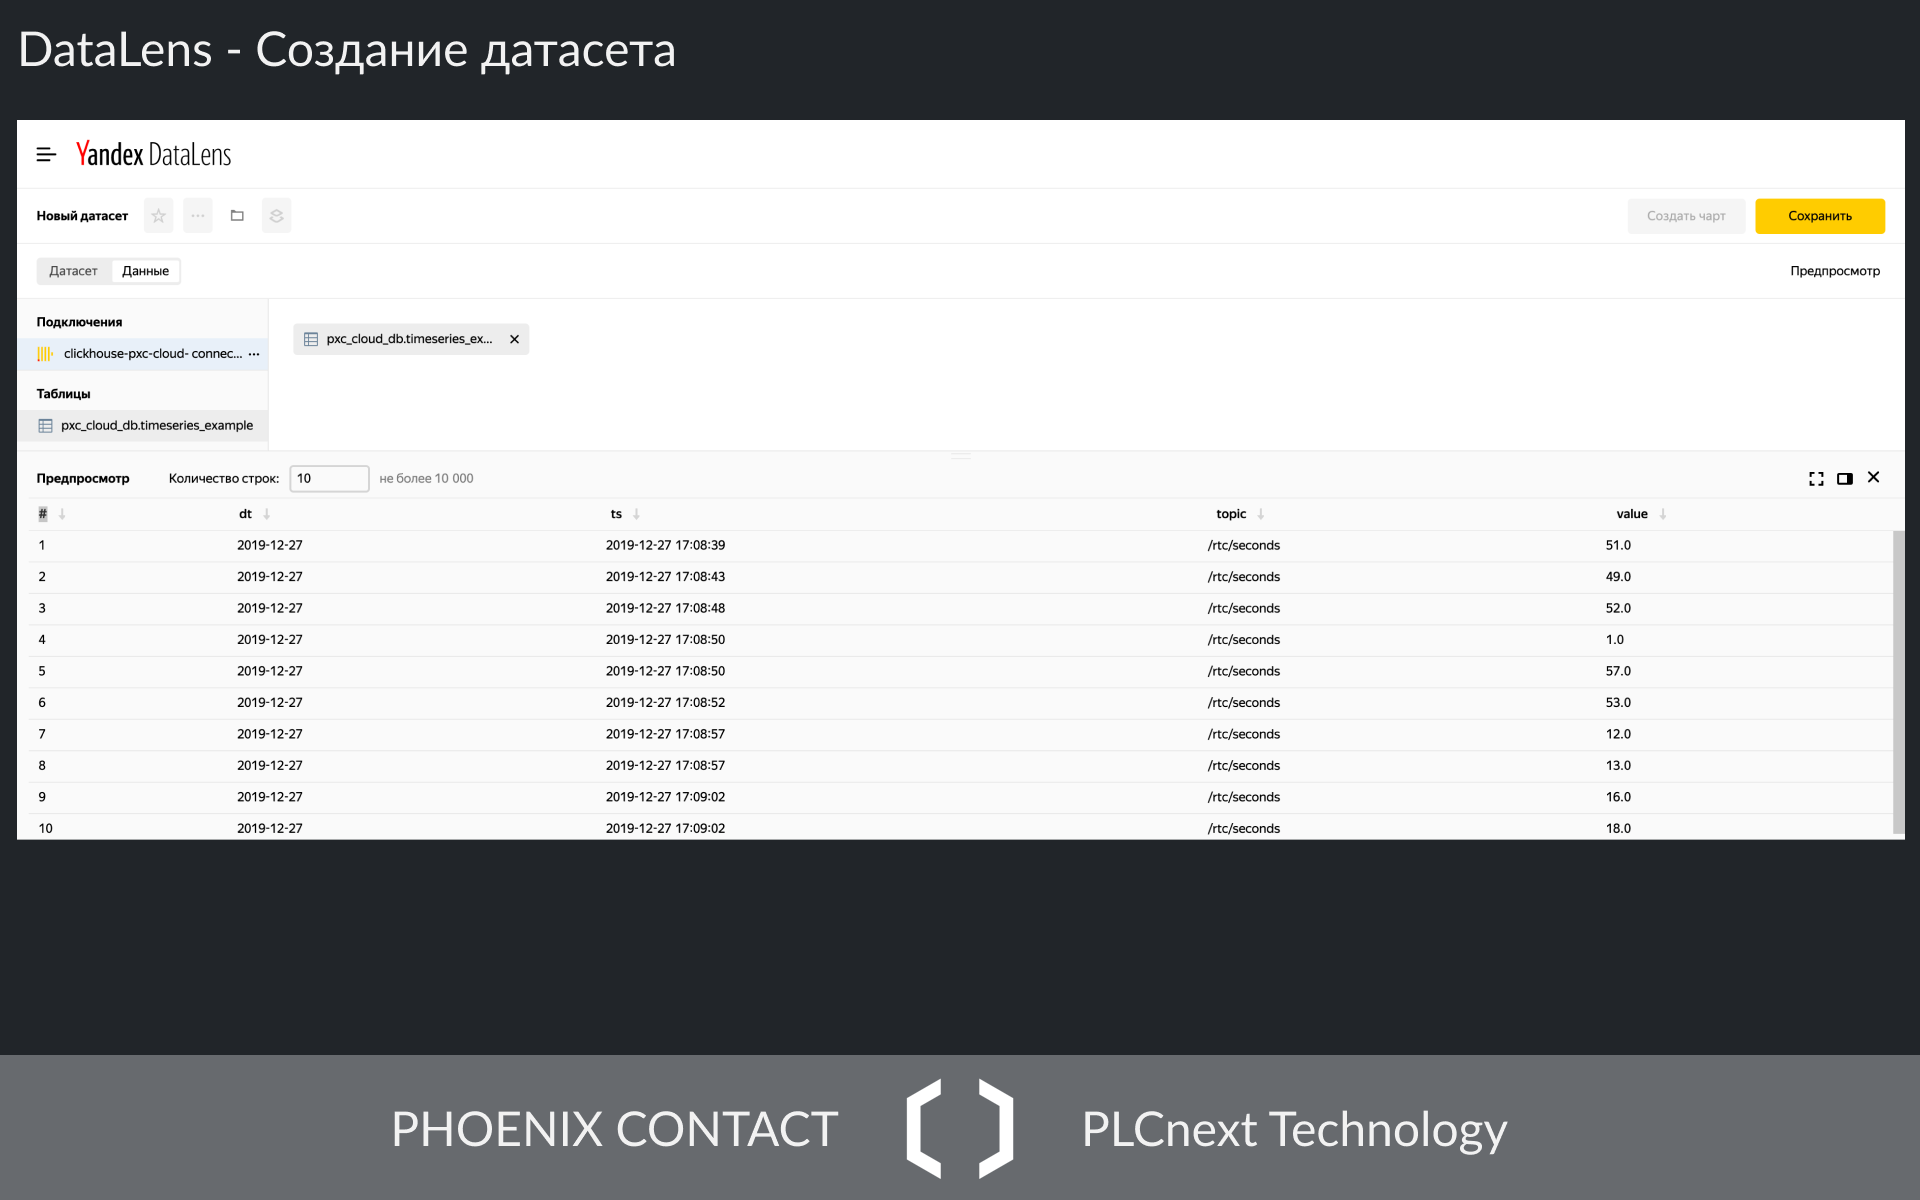 DataLens - Создание датасета
Yandex DataLens
Новый датасет
Создать чарт
Сохранить
Датасет
Данные
Предпросмотр
Подключения
clickhouse-pxc-cloud- connec...
pxc_cloud_db.timeseries_ex...
Таблицы
pxc_cloud_db.timeseries_example
Предпросмотр Количество строк: 10 не более 10 000
# dt ts topic value
1 2019-12-27 2019-12-27 17:08:39 /rtc/seconds 51.0
2 2019-12-27 2019-12-27 17:08:43 /rtc/seconds 49.0
3 2019-12-27 2019-12-27 17:08:48 /rtc/seconds 52.0
4 2019-12-27 2019-12-27 17:08:50 /rtc/seconds 1.0
5 2019-12-27 2019-12-27 17:08:50 /rtc/seconds 57.0
6 2019-12-27 2019-12-27 17:08:52 /rtc/seconds 53.0
7 2019-12-27 2019-12-27 17:08:57 /rtc/seconds 12.0
8 2019-12-27 2019-12-27 17:08:57 /rtc/seconds 13.0
9 2019-12-27 2019-12-27 17:09:02 /rtc/seconds 16.0
10 2019-12-27 2019-12-27 17:09:02 /rtc/seconds 18.0
PHOENIX CONTACT
PLCnext Technology